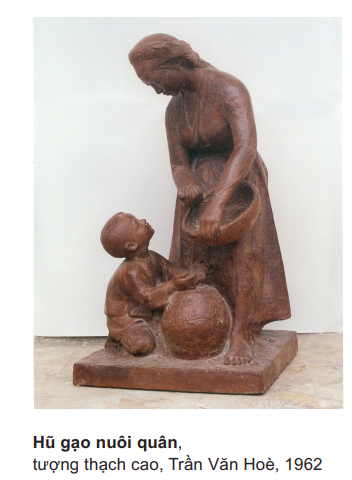 Hũ gạo nuôi quân,
tượng thạch cao, Trần Văn Hoè, 1962